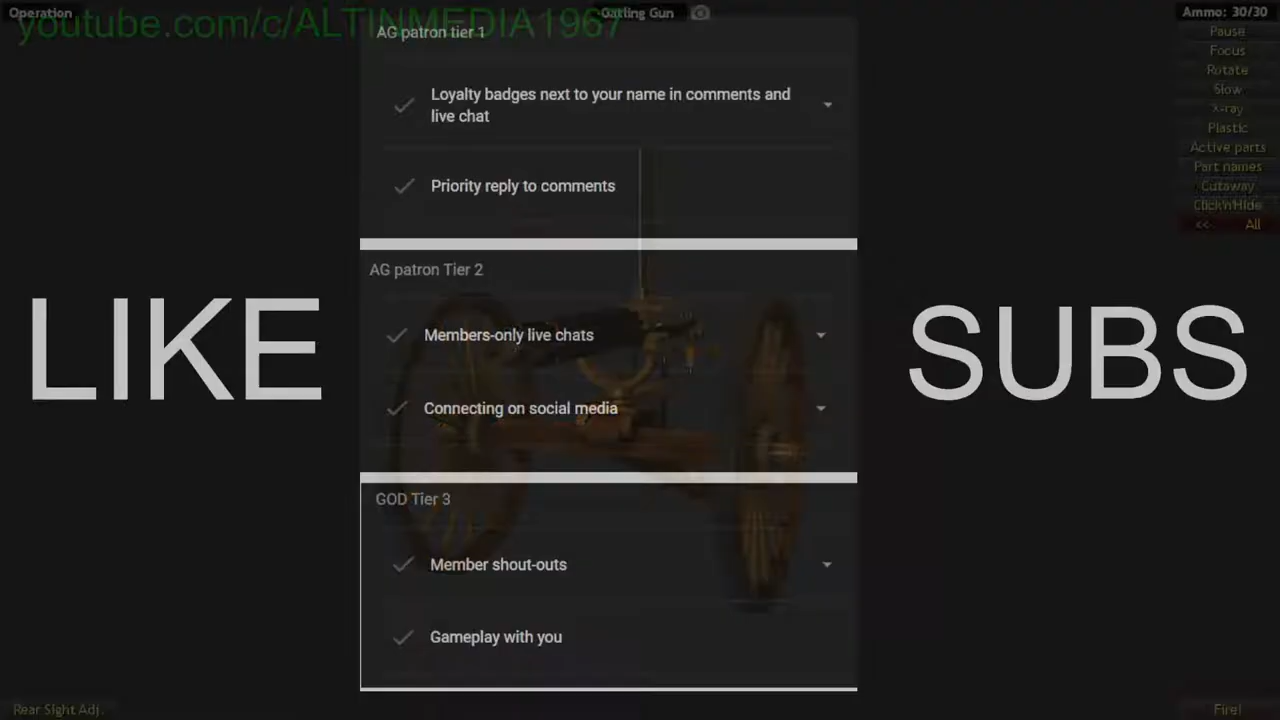 Operation
Gatling Gun
Ammo: 30/30
youtube.com/c/ALTINMEDIA1967
AG patron tier 1
Pause
Focus
Rotate
Slow
X-ray
Plastic
Active parts
Part names
Cutaway
Click'n'Hide
<< All
Loyalty badges next to your name in comments and
live chat
Priority reply to comments
AG patron Tier 2
Members-only live chats
Connecting on social media
LIKE
SUBS
GOD Tier 3
Member shout-outs
Gameplay with you
Rear Sight Adj.
Fire!